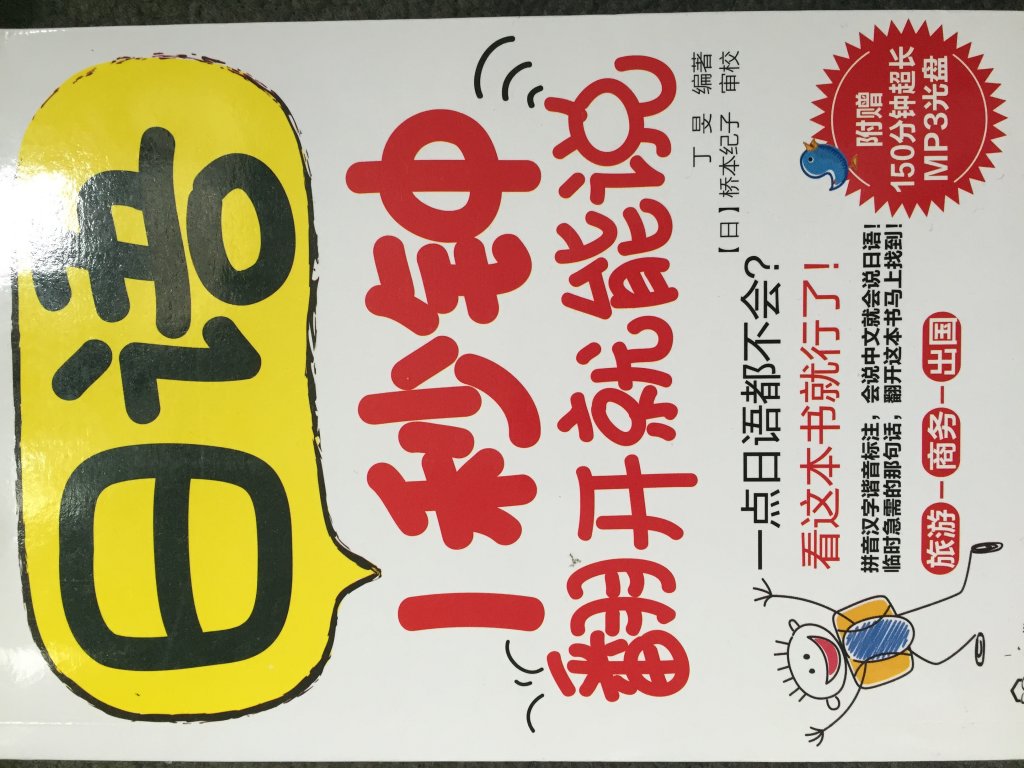 日语
1秒钟
翻开就能说
丁 旻 编著
【日】桥本纪子 审校
一点日语都不会?
看这本书就行了!
拼音汉字谐音标注，会说中文就会说日语!
临时急需的那句话，翻开这本书马上找到!
旅游－商务－出国
附赠
150分钟超长
MP3光盘